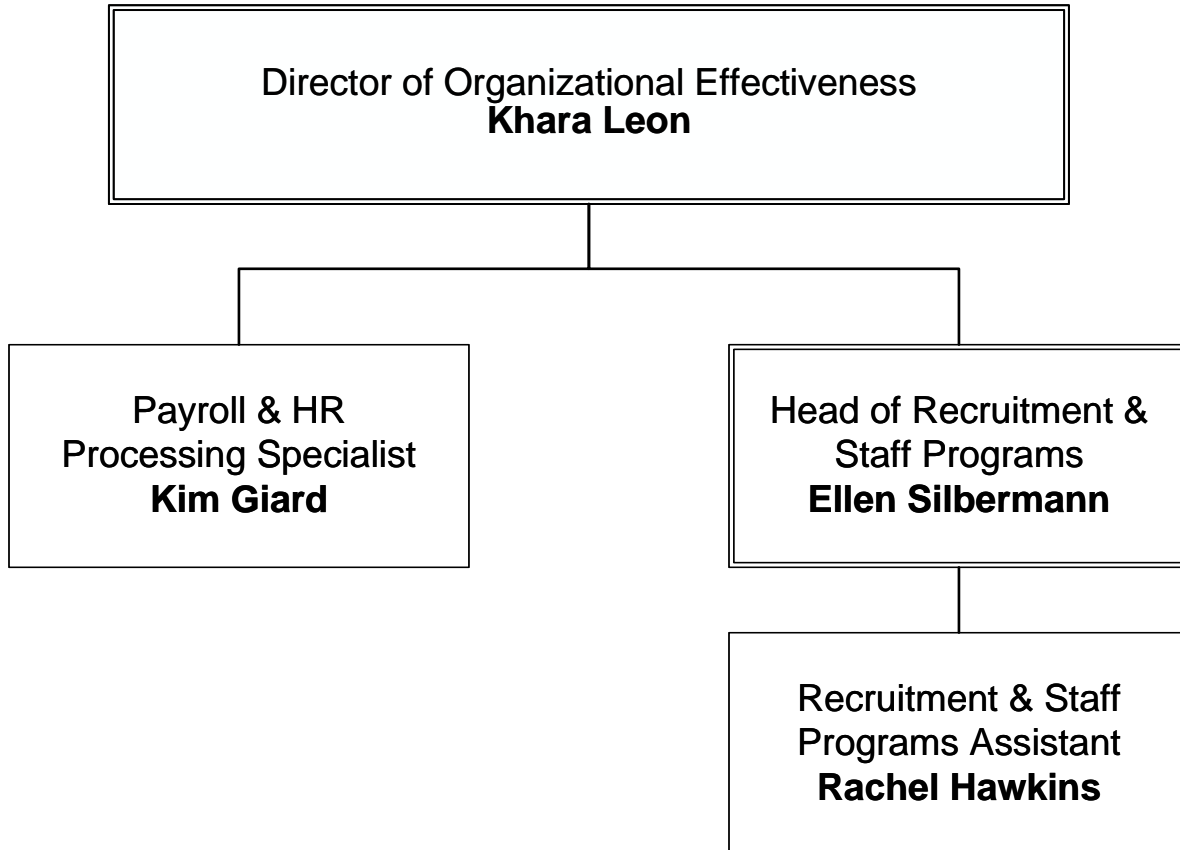 Director of Organizational Effectiveness
Khara Leon
Payroll & HR
Processing Specialist
Kim Giard
Head of Recruitment &
Staff Programs
Ellen Silbermann
Recruitment & Staff
Programs Assistant
Rachel Hawkins